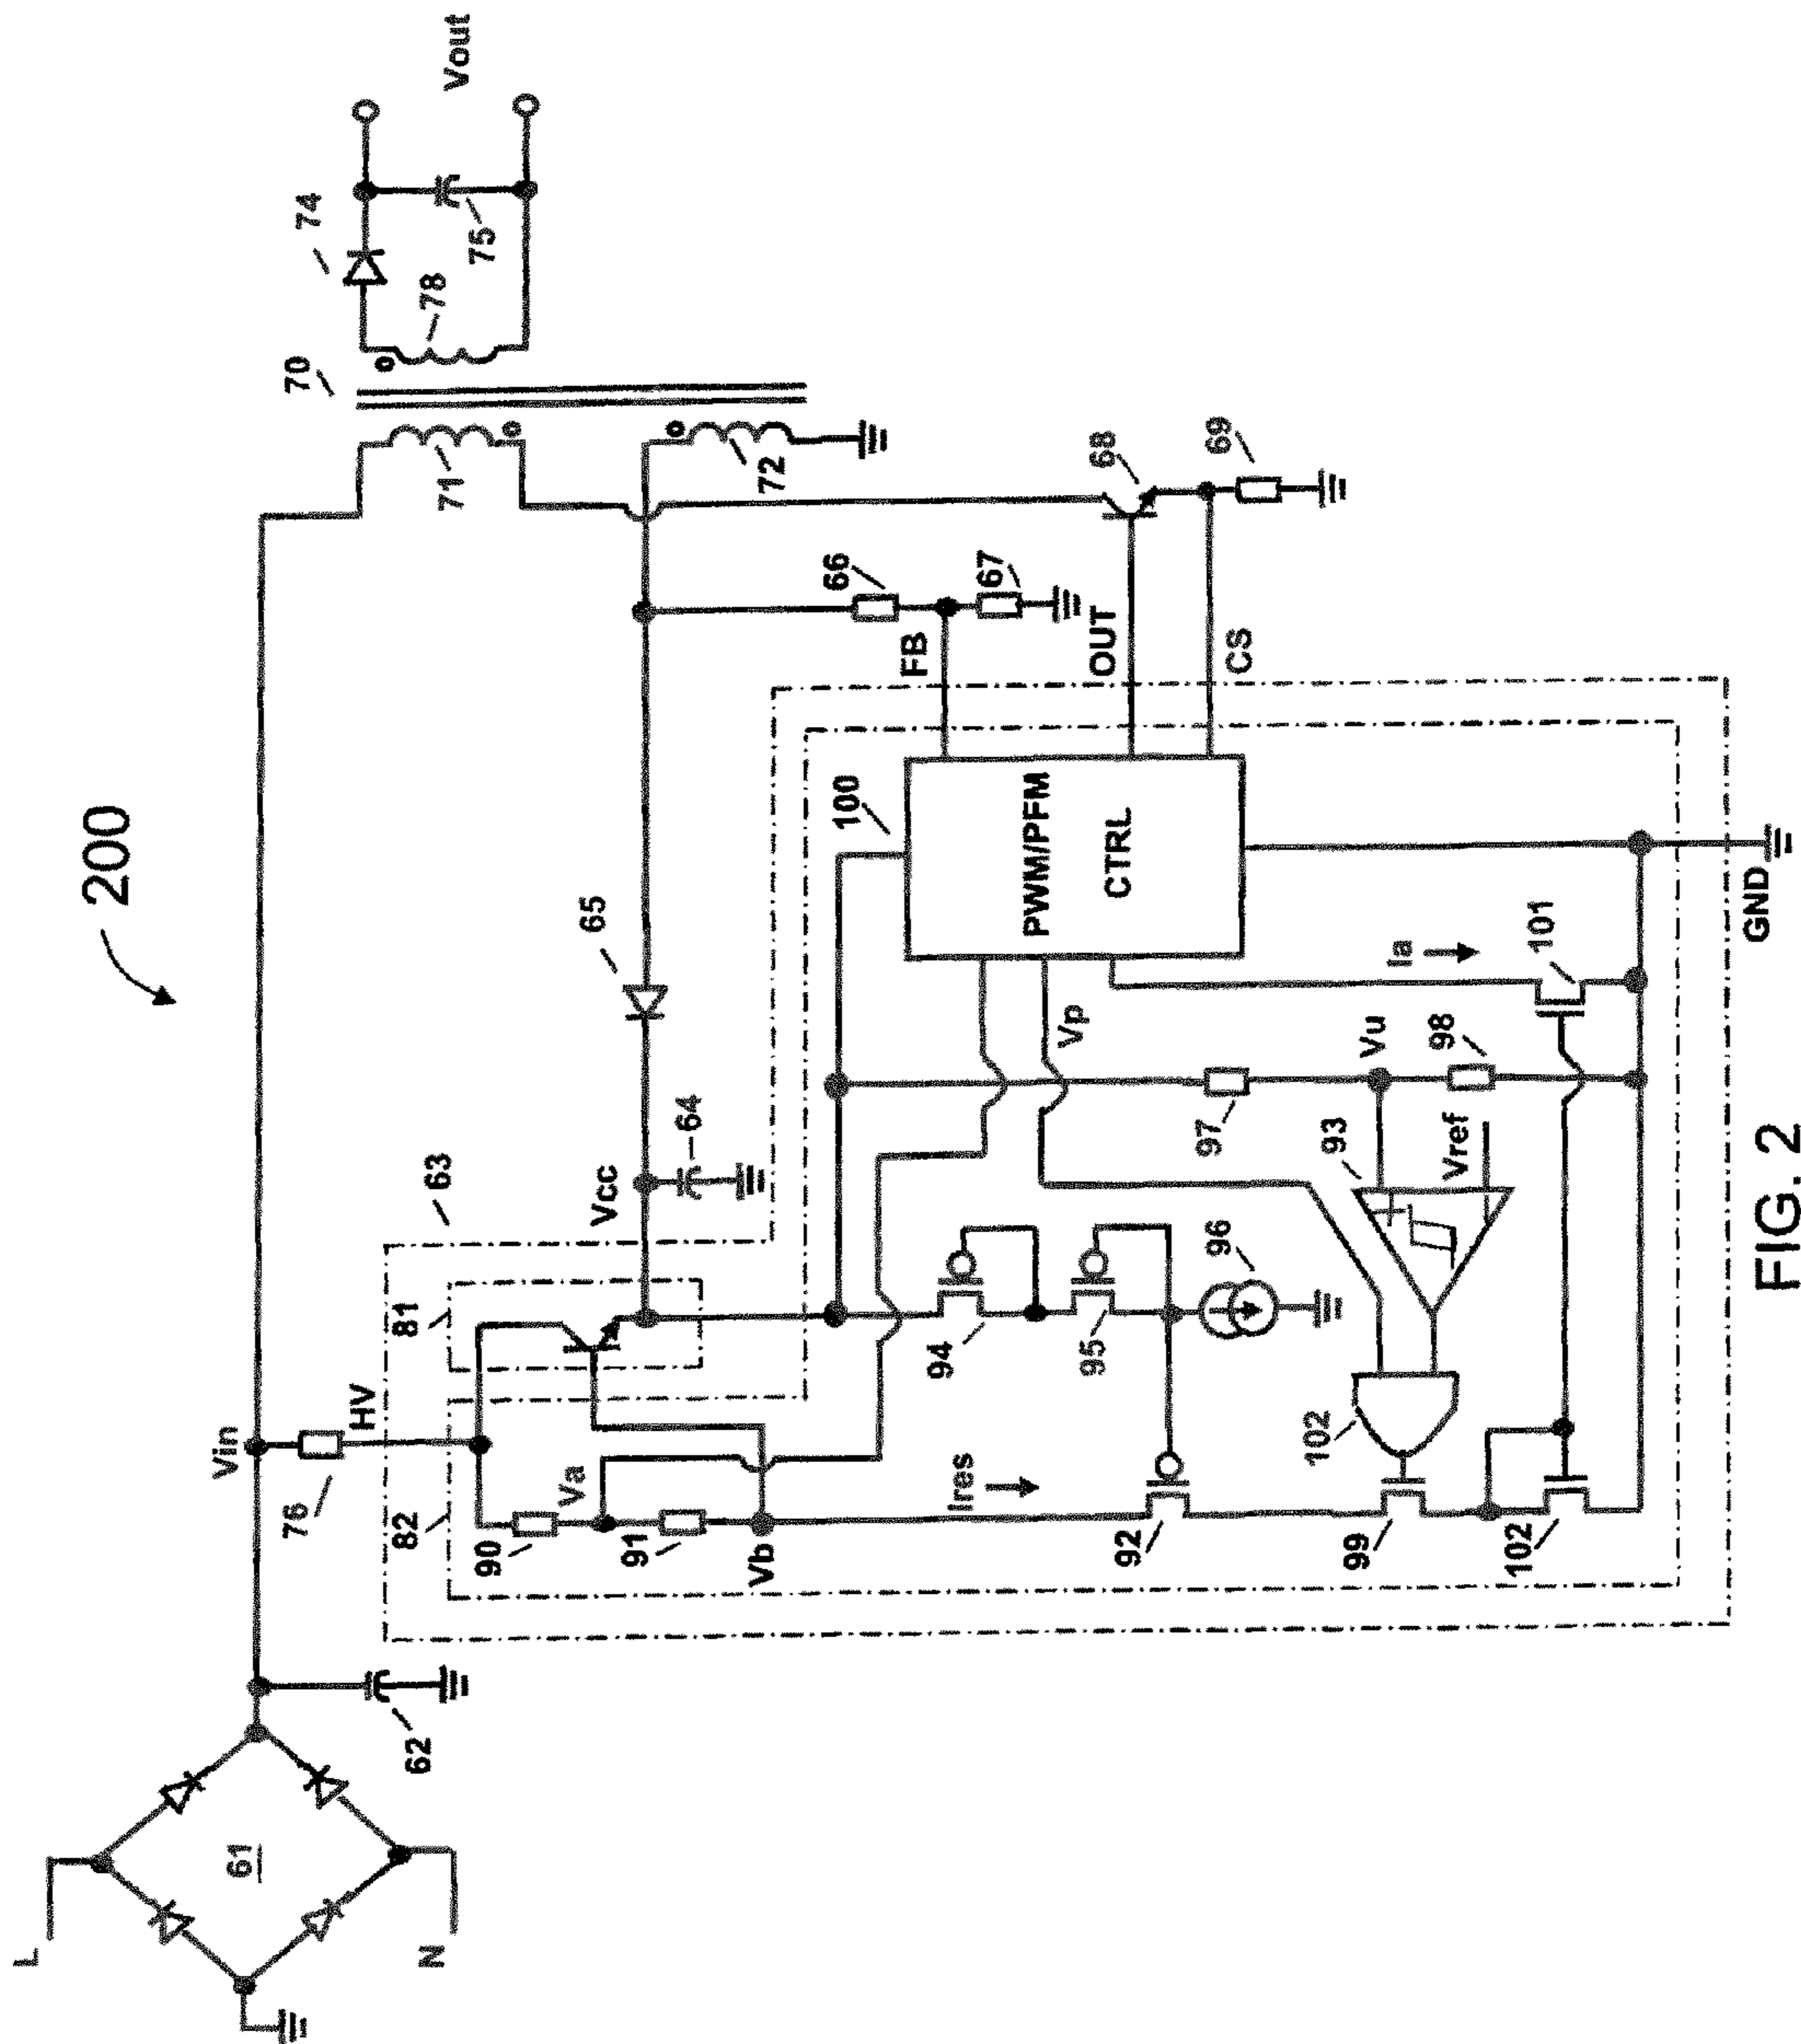 200
L
N
61
62
Vin
76
HV
82
81
63
Vcc
64
65
70
71
72
74
75
78
Vout
90
Va
91
Vb
Ires
92
94
95
96
66
67
FB
OUT
CS
68
69
100
PWM/PFM
CTRL
Vp
Ia
97
Vu
98
93
Vref
102
99
102
101
GND
FIG. 2